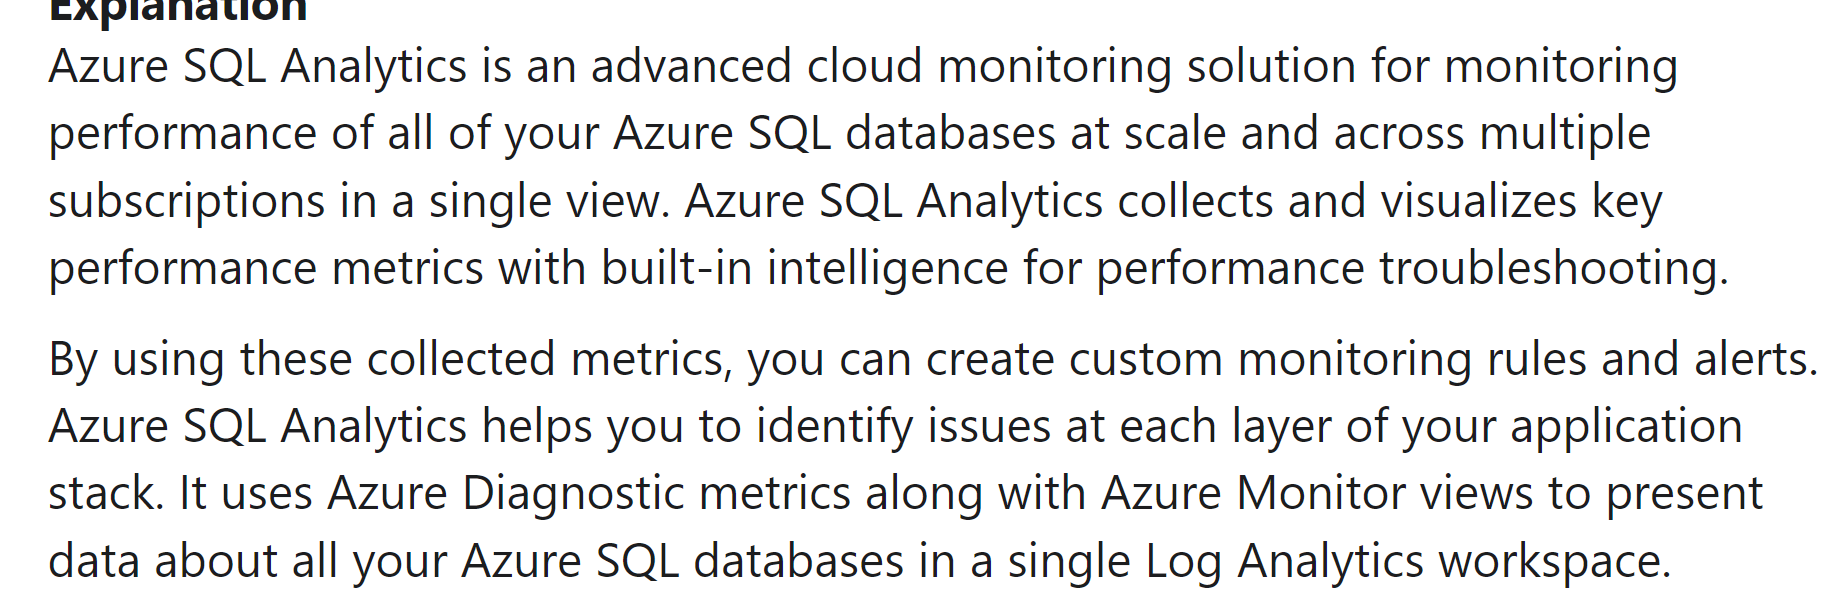 Explanation
Azure SQL Analytics is an advanced cloud monitoring solution for monitoring
performance of all of your Azure SQL databases at scale and across multiple
subscriptions in a single view. Azure SQL Analytics collects and visualizes key
performance metrics with built-in intelligence for performance troubleshooting.
By using these collected metrics, you can create custom monitoring rules and alerts.
Azure SQL Analytics helps you to identify issues at each layer of your application
stack. It uses Azure Diagnostic metrics along with Azure Monitor views to present
data about all your Azure SQL databases in a single Log Analytics workspace.